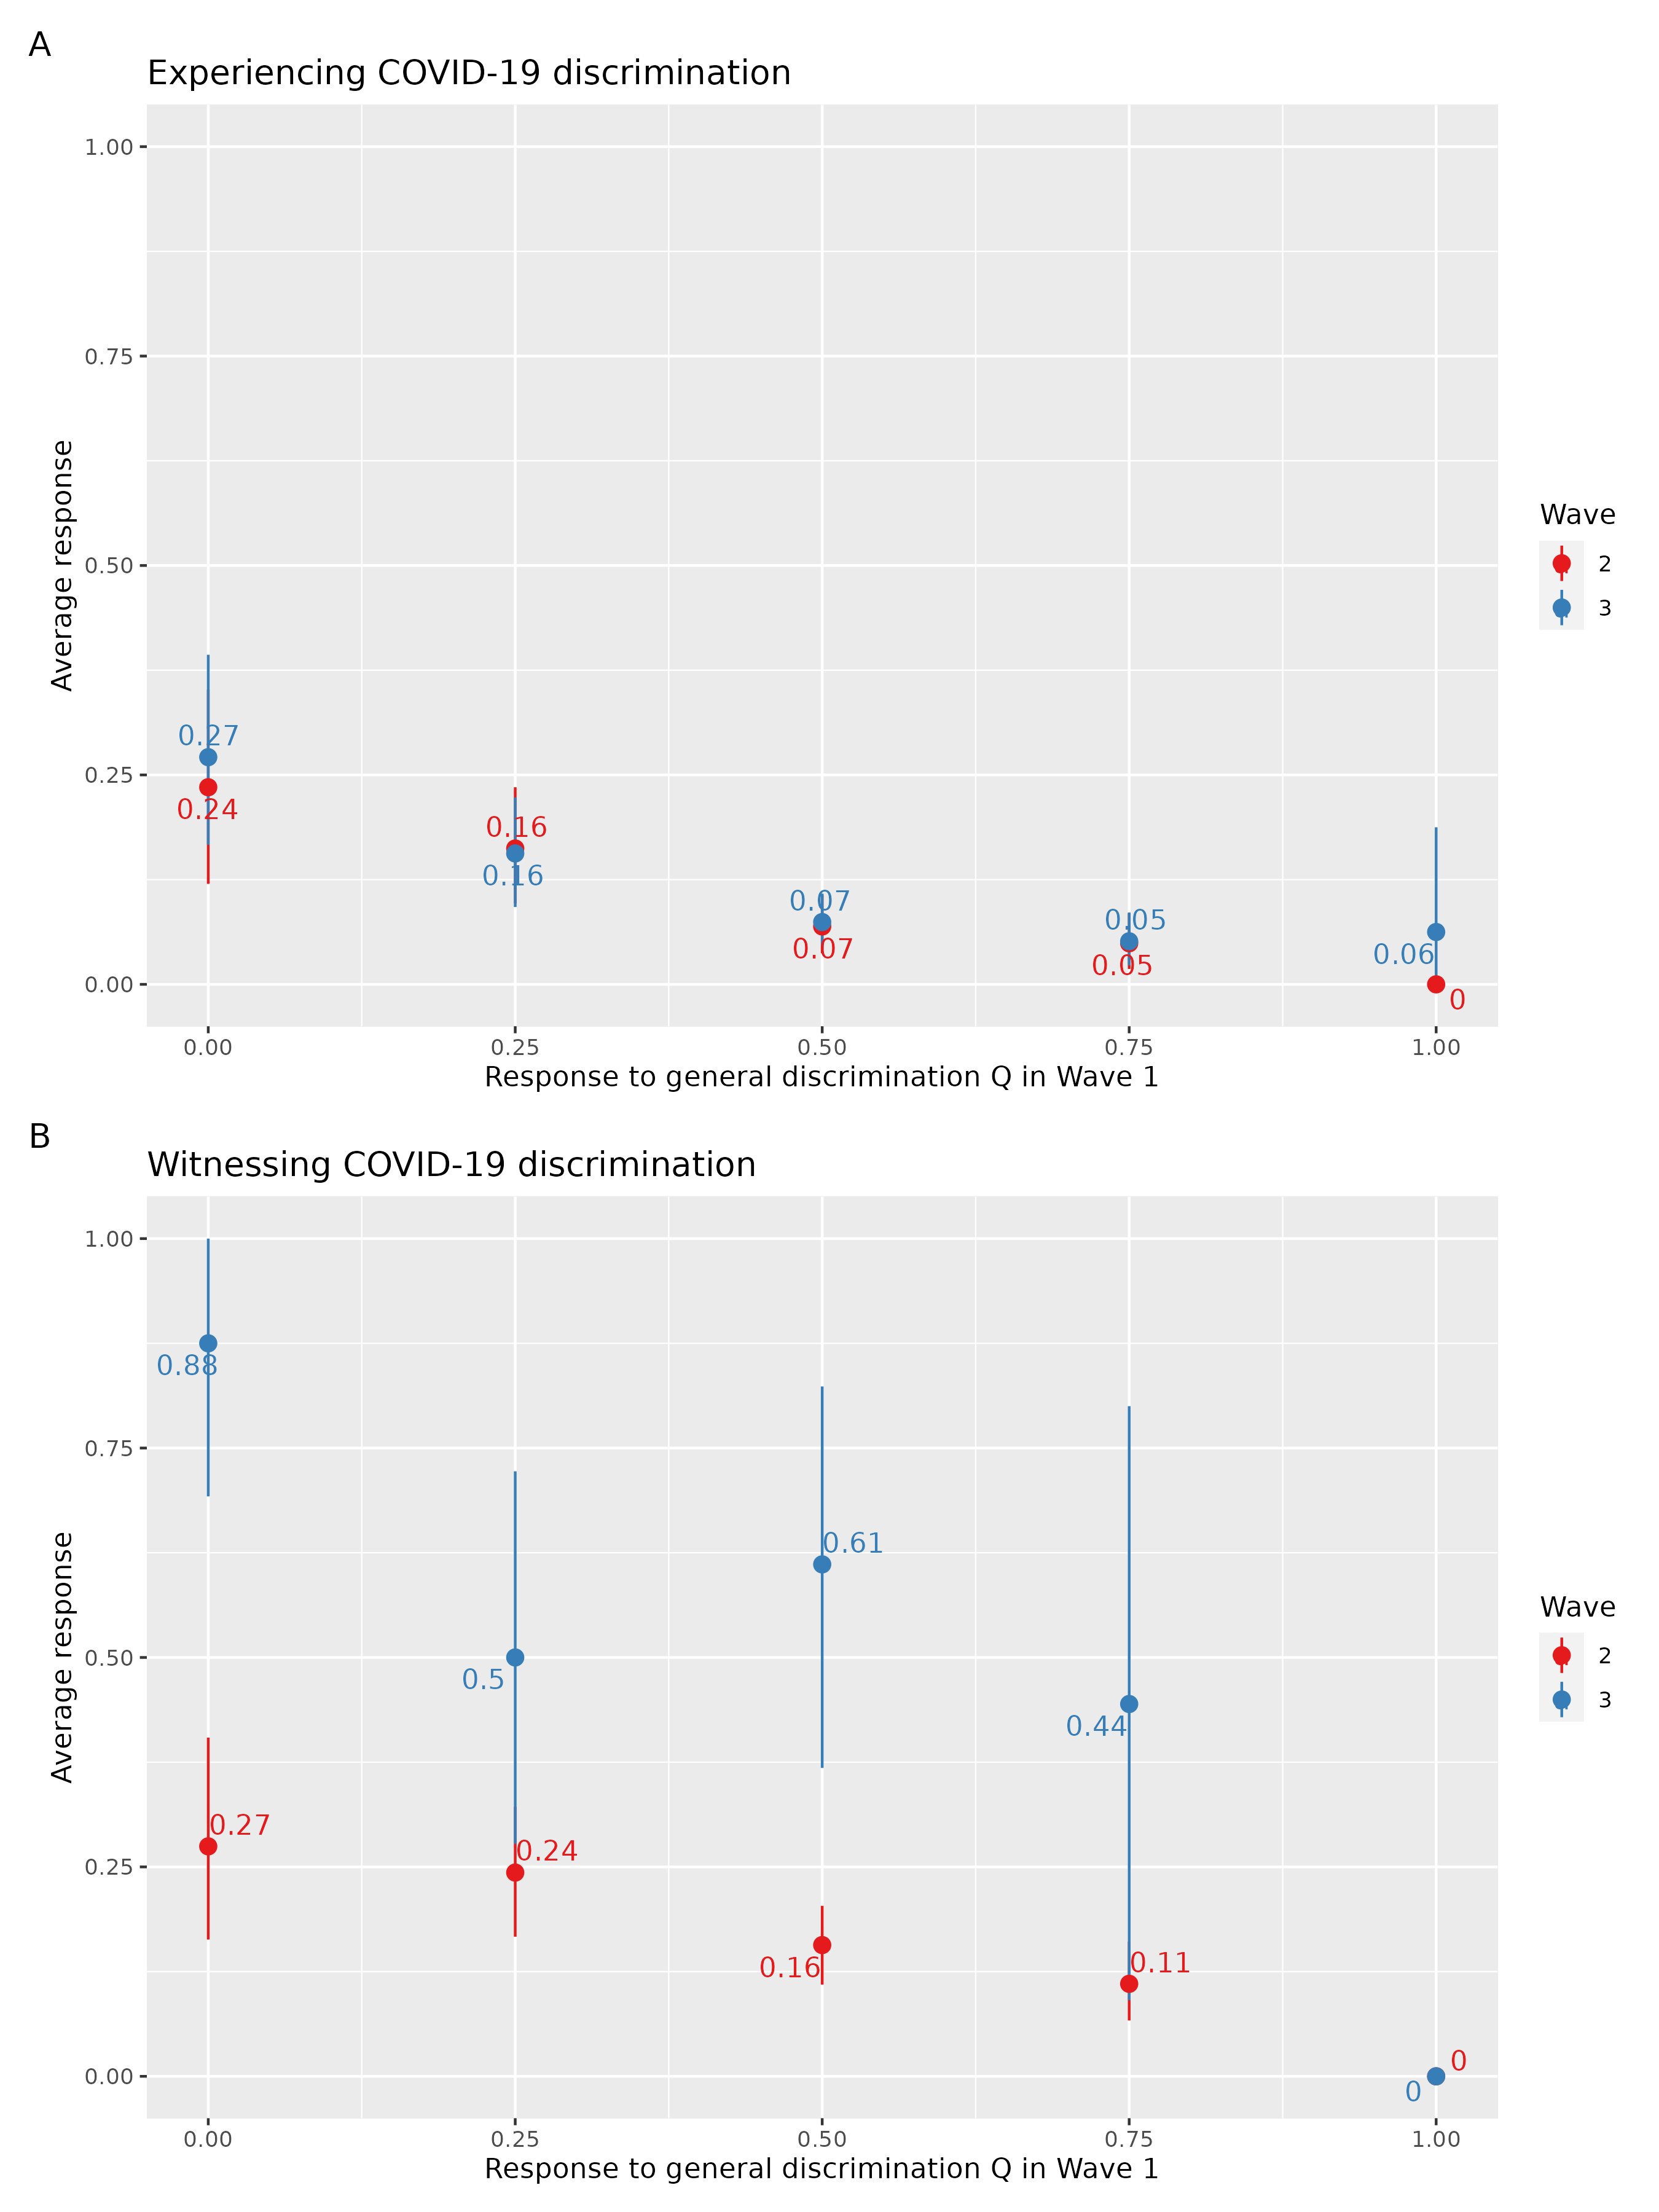 A
Experiencing COVID-19 discrimination
1.00
0.75
0.50
0.25
0.00
Average response
0.27
0.24
0.16
0.16
0.07
0.07
0.05
0.05
0.06
0
0.00 0.25 0.50 0.75 1.00
Response to general discrimination Q in Wave 1
Wave
2
3
B
Witnessing COVID-19 discrimination
1.00
0.75
0.50
0.25
0.00
Average response
0.88
0.27
0.5
0.24
0.61
0.16
0.44
0.11
0
0
0.00 0.25 0.50 0.75 1.00
Response to general discrimination Q in Wave 1
Wave
2
3